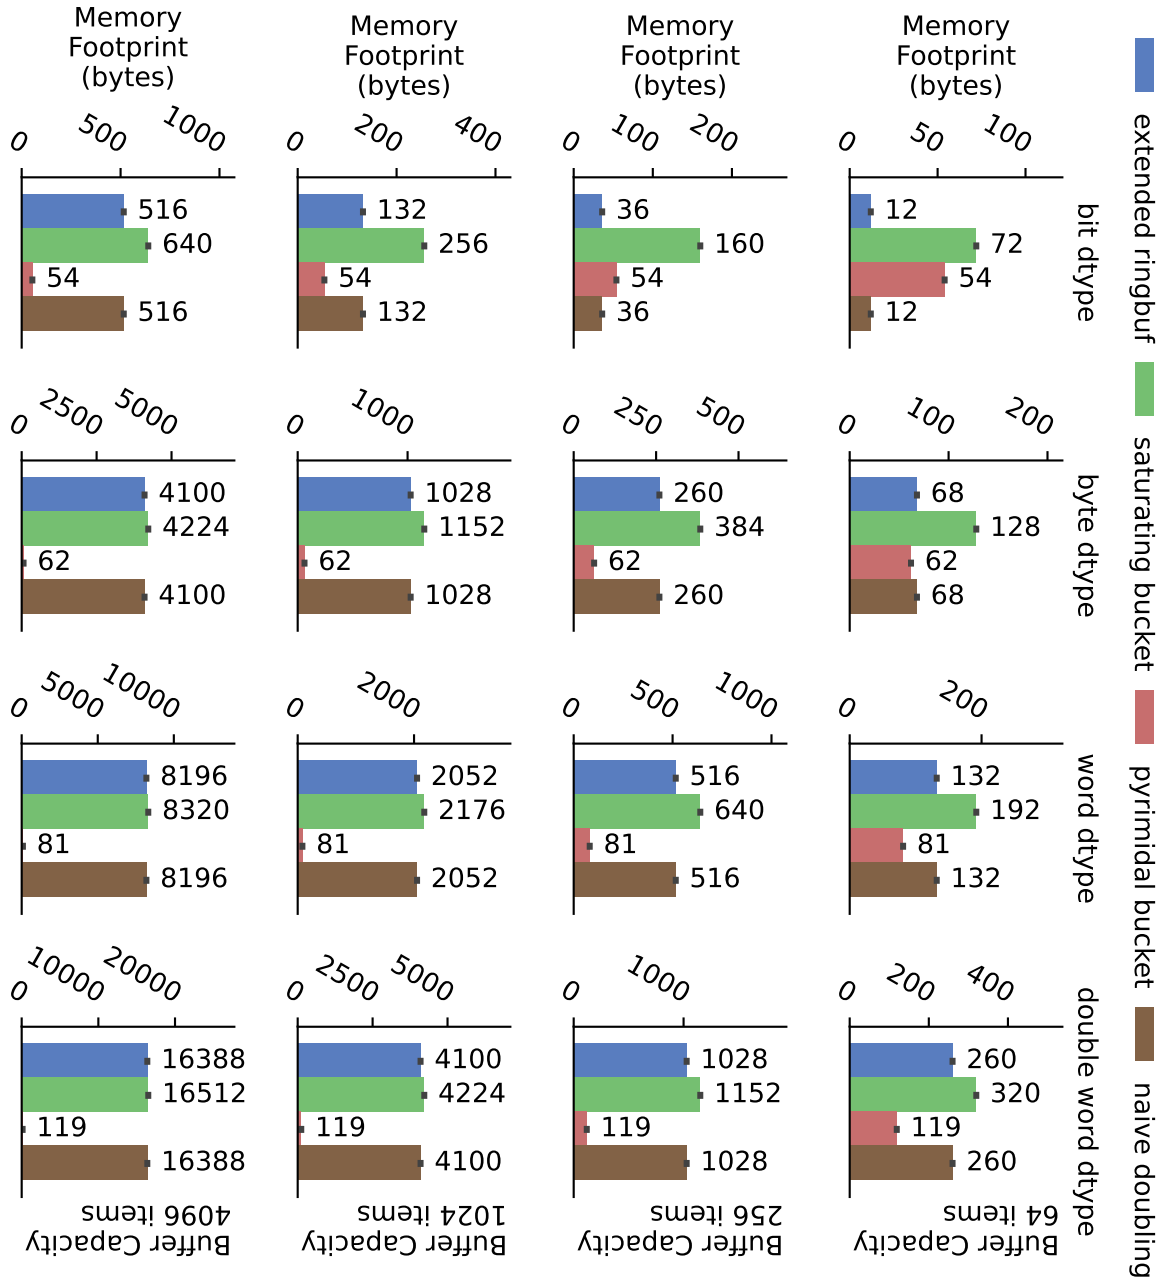 Memory
Footprint
(bytes)
Memory
Footprint
(bytes)
Memory
Footprint
(bytes)
Memory
Footprint
(bytes)
0 500 1000
0 200 400
0 100 200
0 50 100
516
640
54
516
132
256
54
132
36
160
54
36
12
72
54
12
bit dtype
0 2500 5000
0 1000
0 250 500
0 100 200
4100
4224
62
4100
1028
1152
62
1028
260
384
62
260
68
128
62
68
byte dtype
0 5000 10000
0 2000
0 500 1000
0 200
8196
8320
81
8196
2052
2176
81
2052
516
640
81
516
132
192
81
132
word dtype
0 10000 20000
0 2500 5000
0 1000
0 200 400
16388
16512
119
16388
4100
4224
119
4100
1028
1152
119
1028
260
320
119
260
double word dtype
Buffer Capacity
4096 items
Buffer Capacity
1024 items
Buffer Capacity
256 items
Buffer Capacity
64 items
extended ringbuf
saturating bucket
pyrimidal bucket
naive doubling